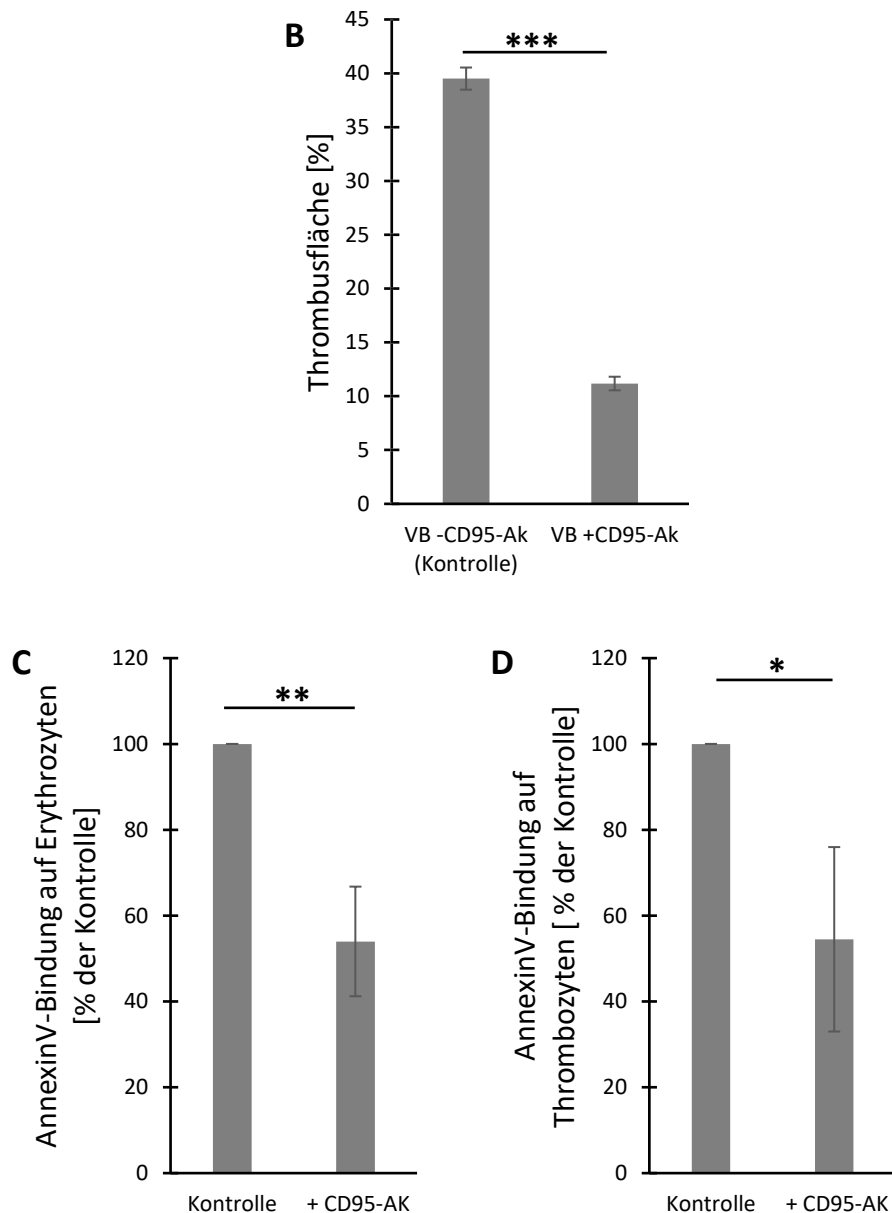 B
***
Thrombusfläche [%]
45
40
35
30
25
20
15
10
5
0
VB -CD95-Ak
(Kontrolle)
VB +CD95-Ak
C
**
AnnexinV-Bindung auf Erythrozyten
[% der Kontrolle]
120
100
80
60
40
20
0
Kontrolle
+ CD95-AK
D
*
AnnexinV-Bindung auf
Thrombozyten [ % der Kontrolle]
120
100
80
60
40
20
0
Kontrolle
+ CD95-AK